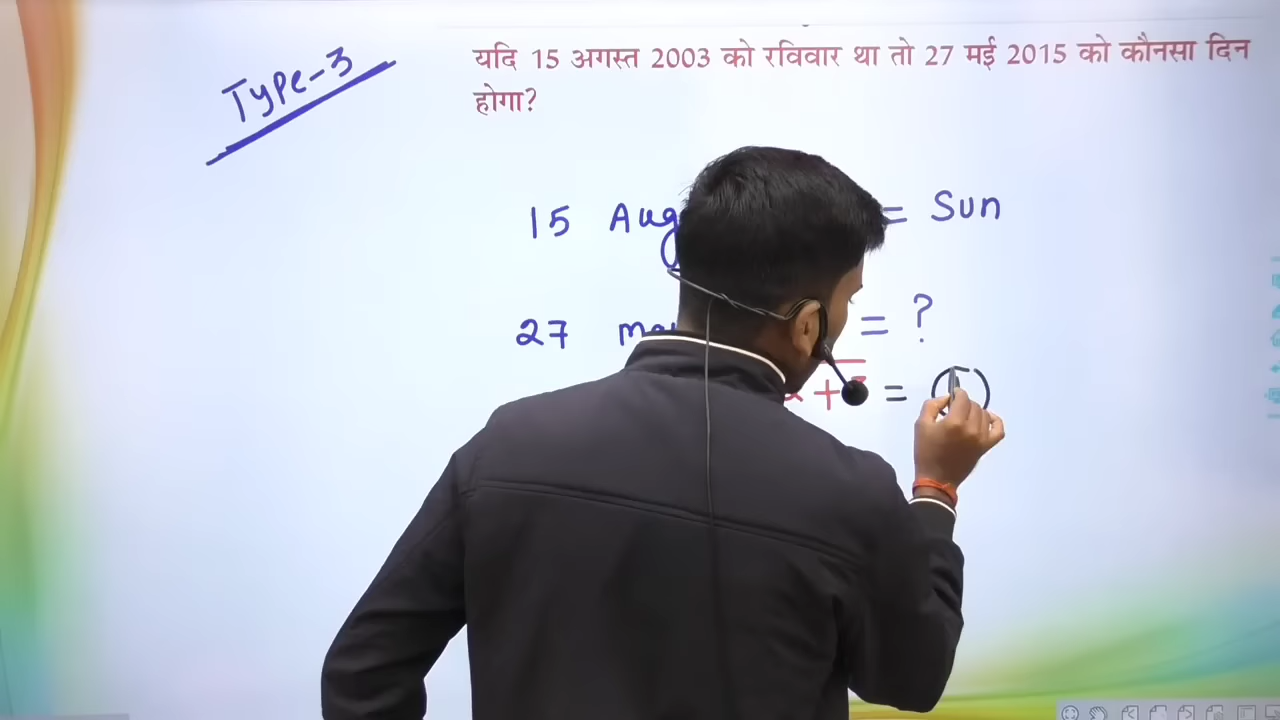 Type-3
यदि 15 अगस्त 2003 को रविवार था तो 27 मई 2015 को कौनसा दिन
होगा?
15 Aug = Sun
27 = ?
+ =